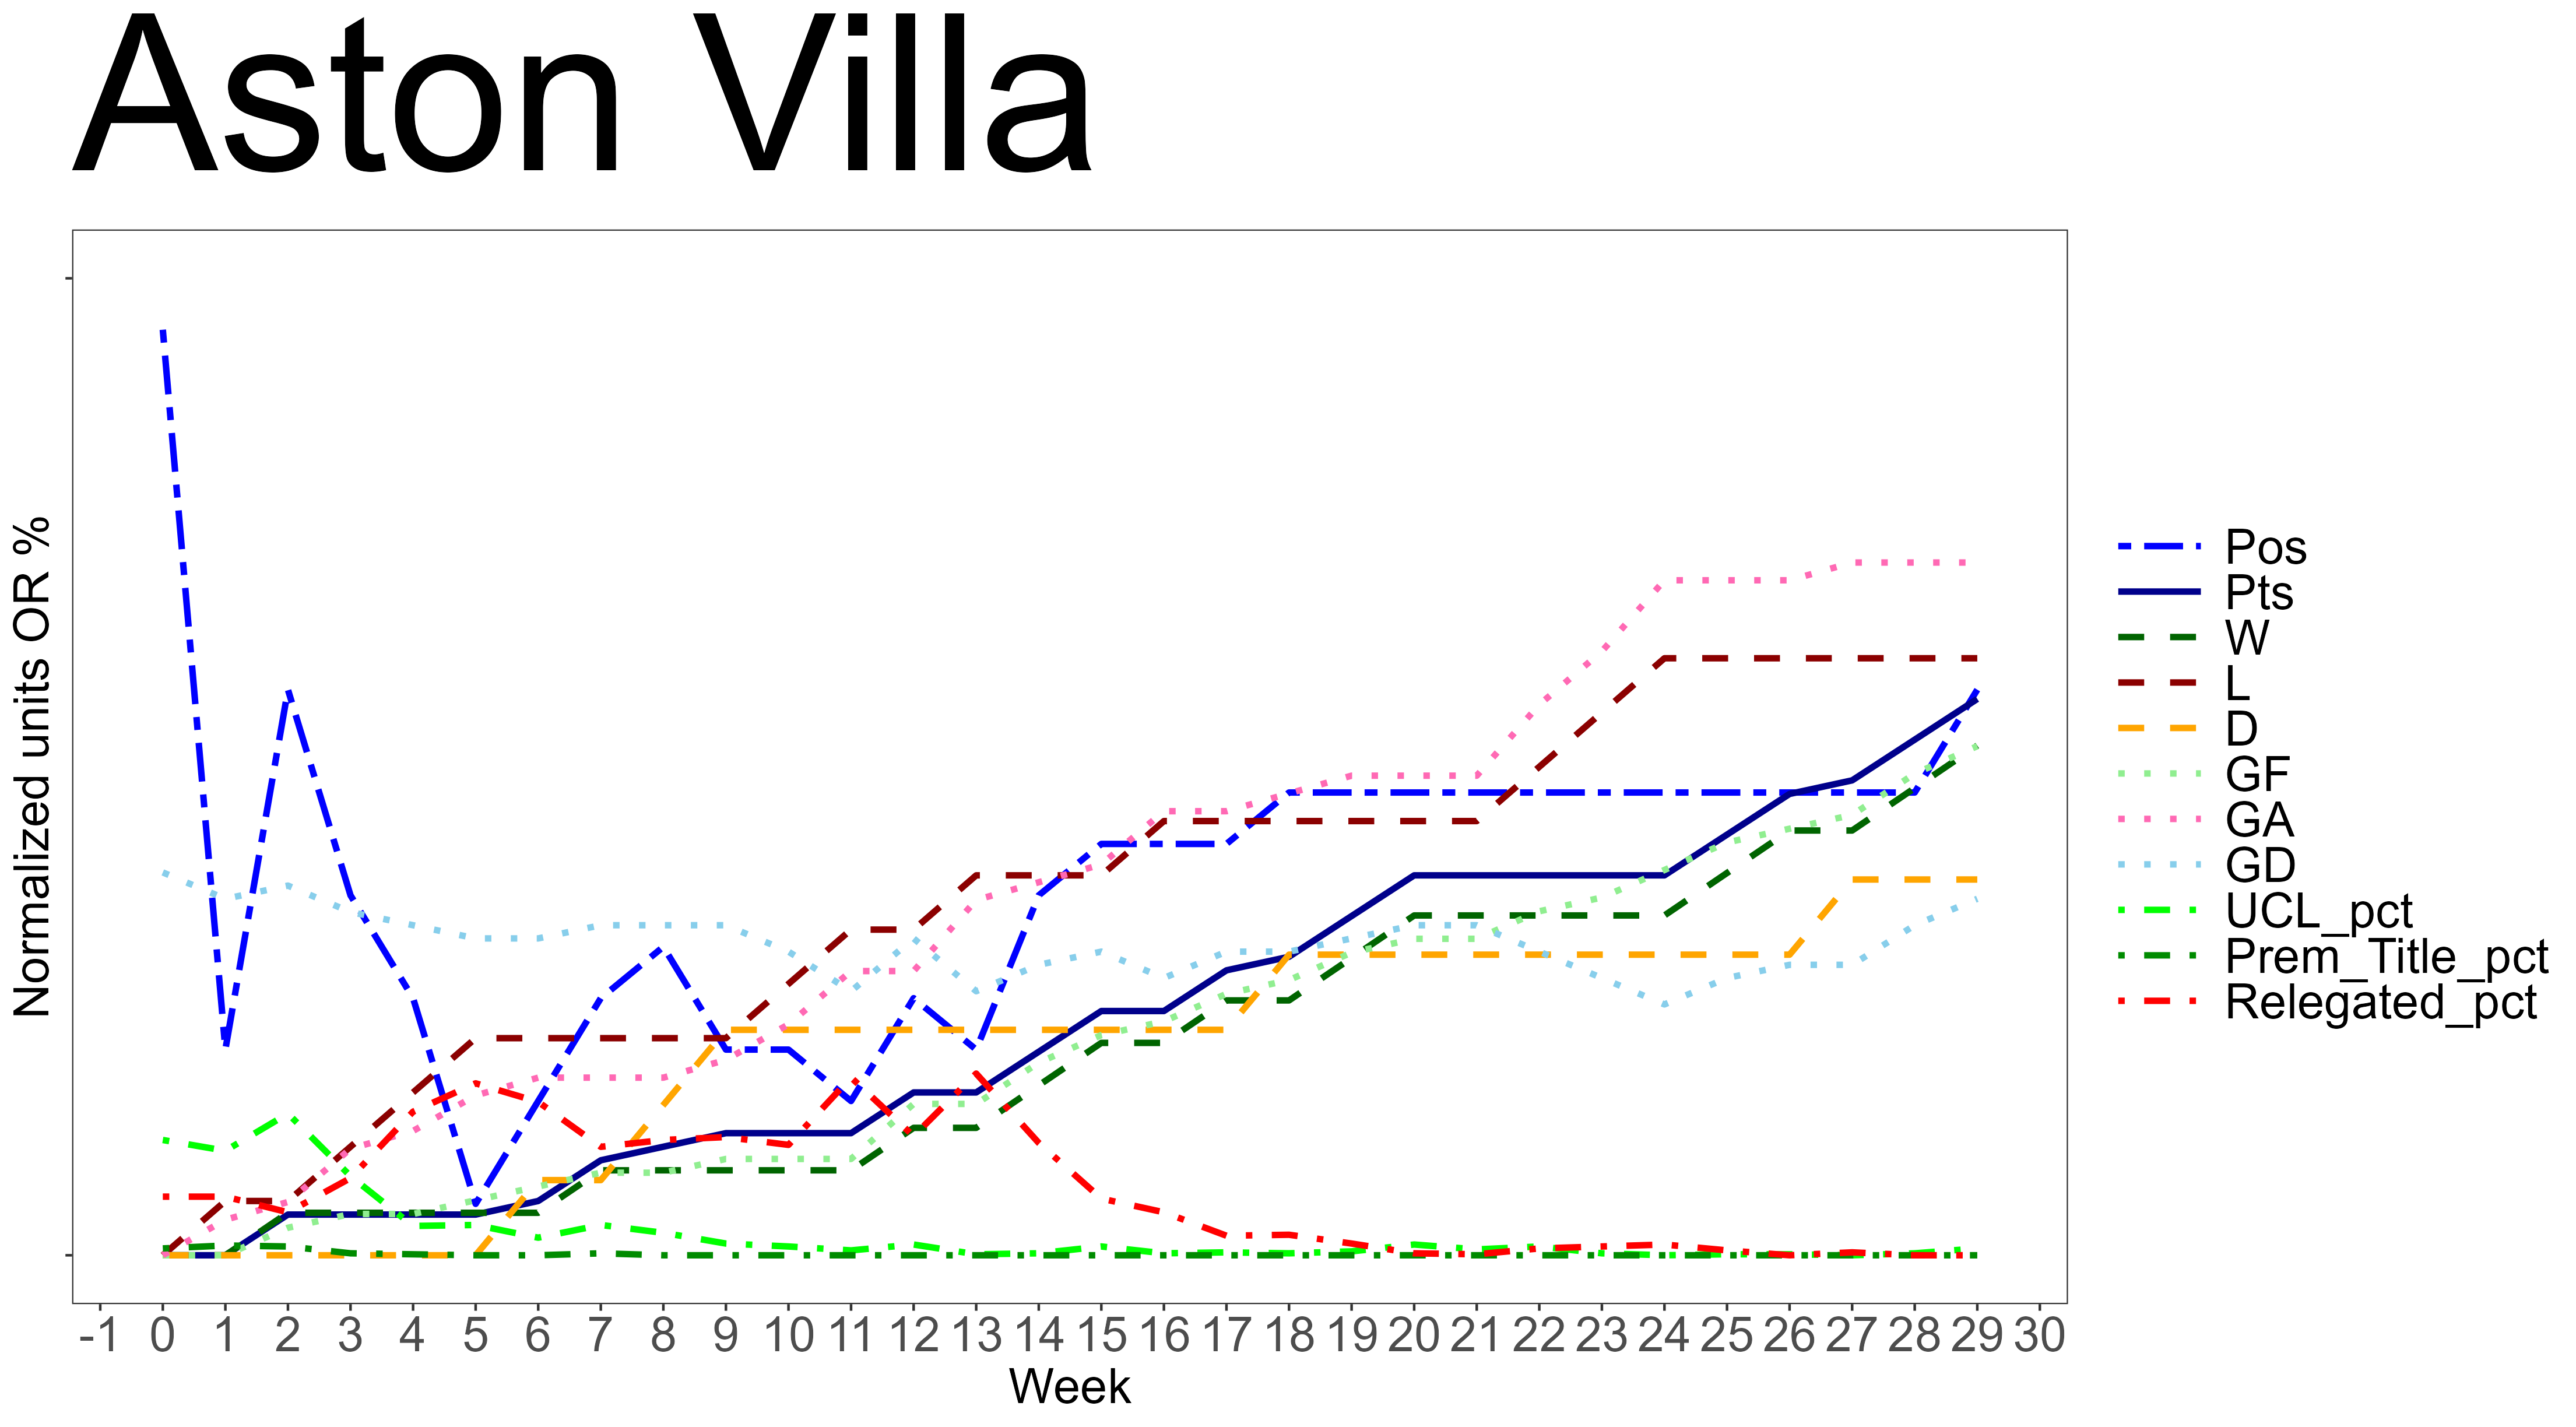 Aston Villa
Normalized units OR %
Pos
Pts
W
L
D
GF
GA
GD
UCL_pct
Prem_Title_pct
Relegated_pct
-1 0 1 2 3 4 5 6 7 8 9 10 11 12 13 14 15 16 17 18 19 20 21 22 23 24 25 26 27 28 29 30
Week